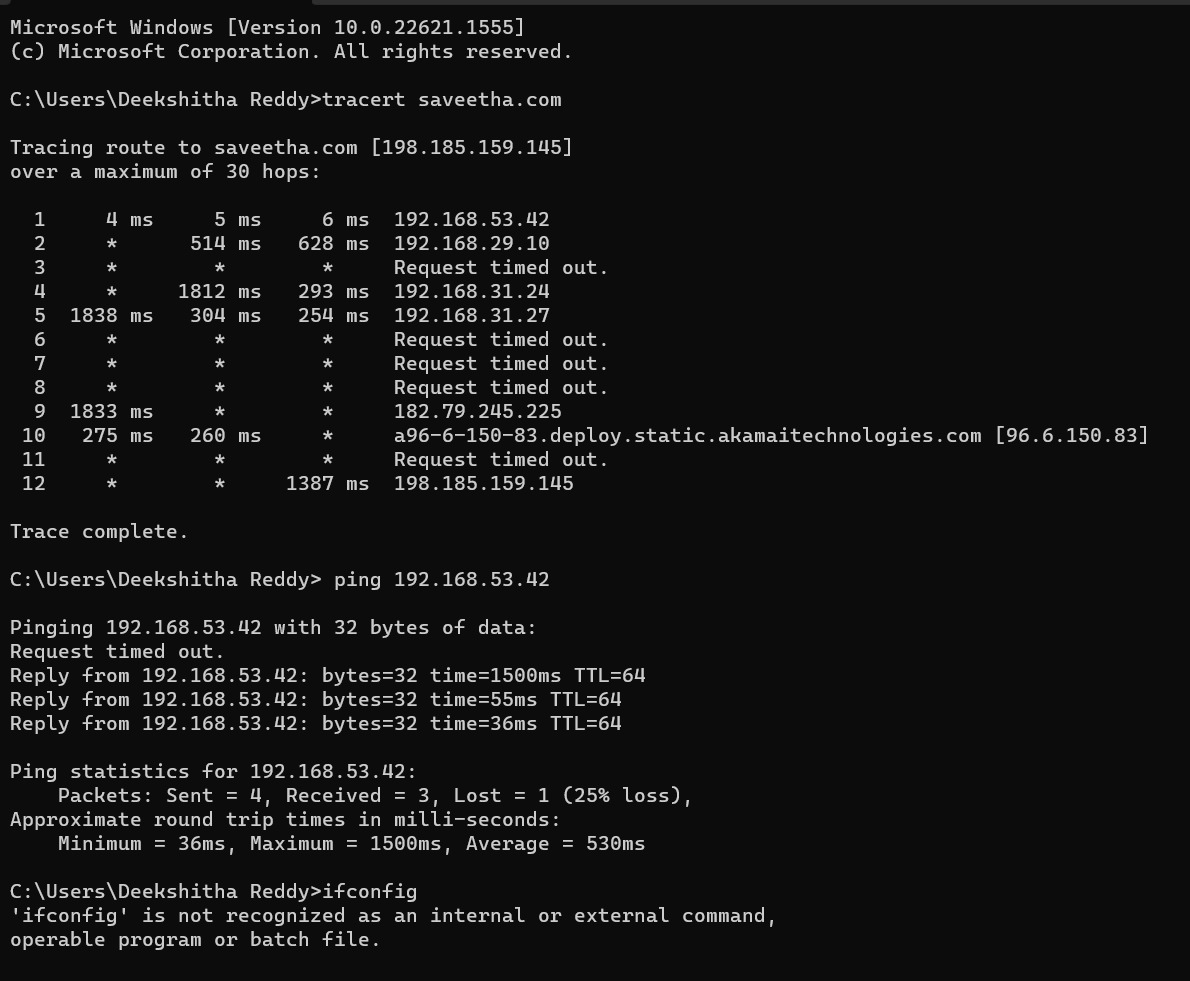 Microsoft Windows [Version 10.0.22621.1555]
(c) Microsoft Corporation. All rights reserved.
C:\Users\Deekshitha Reddy>tracert saveetha.com
Tracing route to saveetha.com [198.185.159.145]
over a maximum of 30 hops:
  1     4 ms     5 ms     6 ms  192.168.53.42
  2     *      514 ms   628 ms  192.168.29.10
  3     *        *        *     Request timed out.
  4     *     1812 ms   293 ms  192.168.31.24
  5  1838 ms   304 ms   254 ms  192.168.31.27
  6     *        *        *     Request timed out.
  7     *        *        *     Request timed out.
  8     *        *        *     Request timed out.
  9  1833 ms     *        *     182.79.245.225
 10   275 ms   260 ms     *     a96-6-150-83.deploy.static.akamaitechnologies.com [96.6.150.83]
 11     *        *        *     Request timed out.
 12     *        *     1387 ms  198.185.159.145
Trace complete.
C:\Users\Deekshitha Reddy> ping 192.168.53.42
Pinging 192.168.53.42 with 32 bytes of data:
Request timed out.
Reply from 192.168.53.42: bytes=32 time=1500ms TTL=64
Reply from 192.168.53.42: bytes=32 time=55ms TTL=64
Reply from 192.168.53.42: bytes=32 time=36ms TTL=64
Ping statistics for 192.168.53.42:
    Packets: Sent = 4, Received = 3, Lost = 1 (25% loss),
Approximate round trip times in milli-seconds:
    Minimum = 36ms, Maximum = 1500ms, Average = 530ms
C:\Users\Deekshitha Reddy>ifconfig
'ifconfig' is not recognized as an internal or external command,
operable program or batch file.